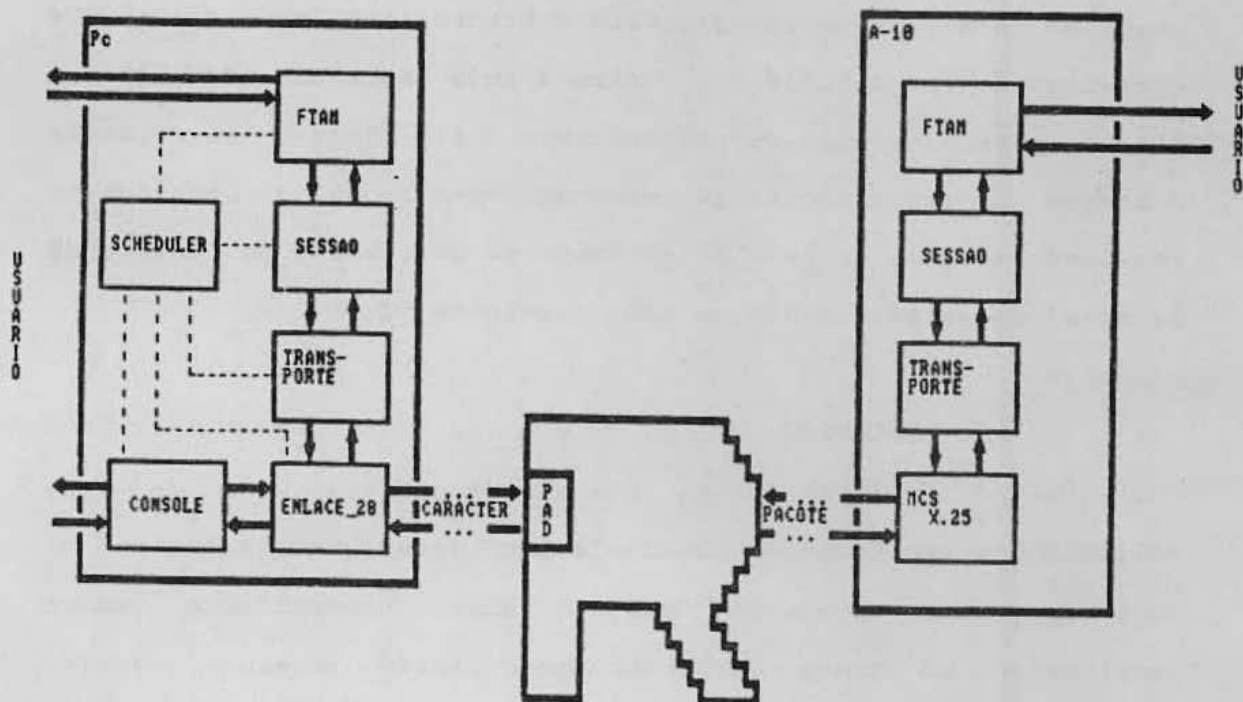 Pc
FTAM
SCHEDULER
SESSAO
TRANS-
PORTE
CONSOLE
ENLACE_28
USUARIO
...
CARACTER
...
PAD
...
PACOTE
...
A-10
FTAM
SESSAO
TRANS-
PORTE
MCS
X.25
USUARIO